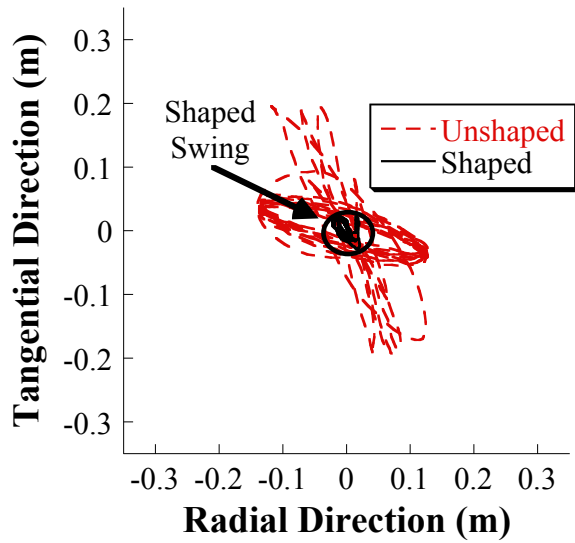 Tangential Direction (m)
0.3
0.2
0.1
0
-0.1
-0.2
-0.3
Shaped
Swing
Unshaped
Shaped
-0.3
-0.2
-0.1
0
0.1
0.2
0.3
Radial Direction (m)